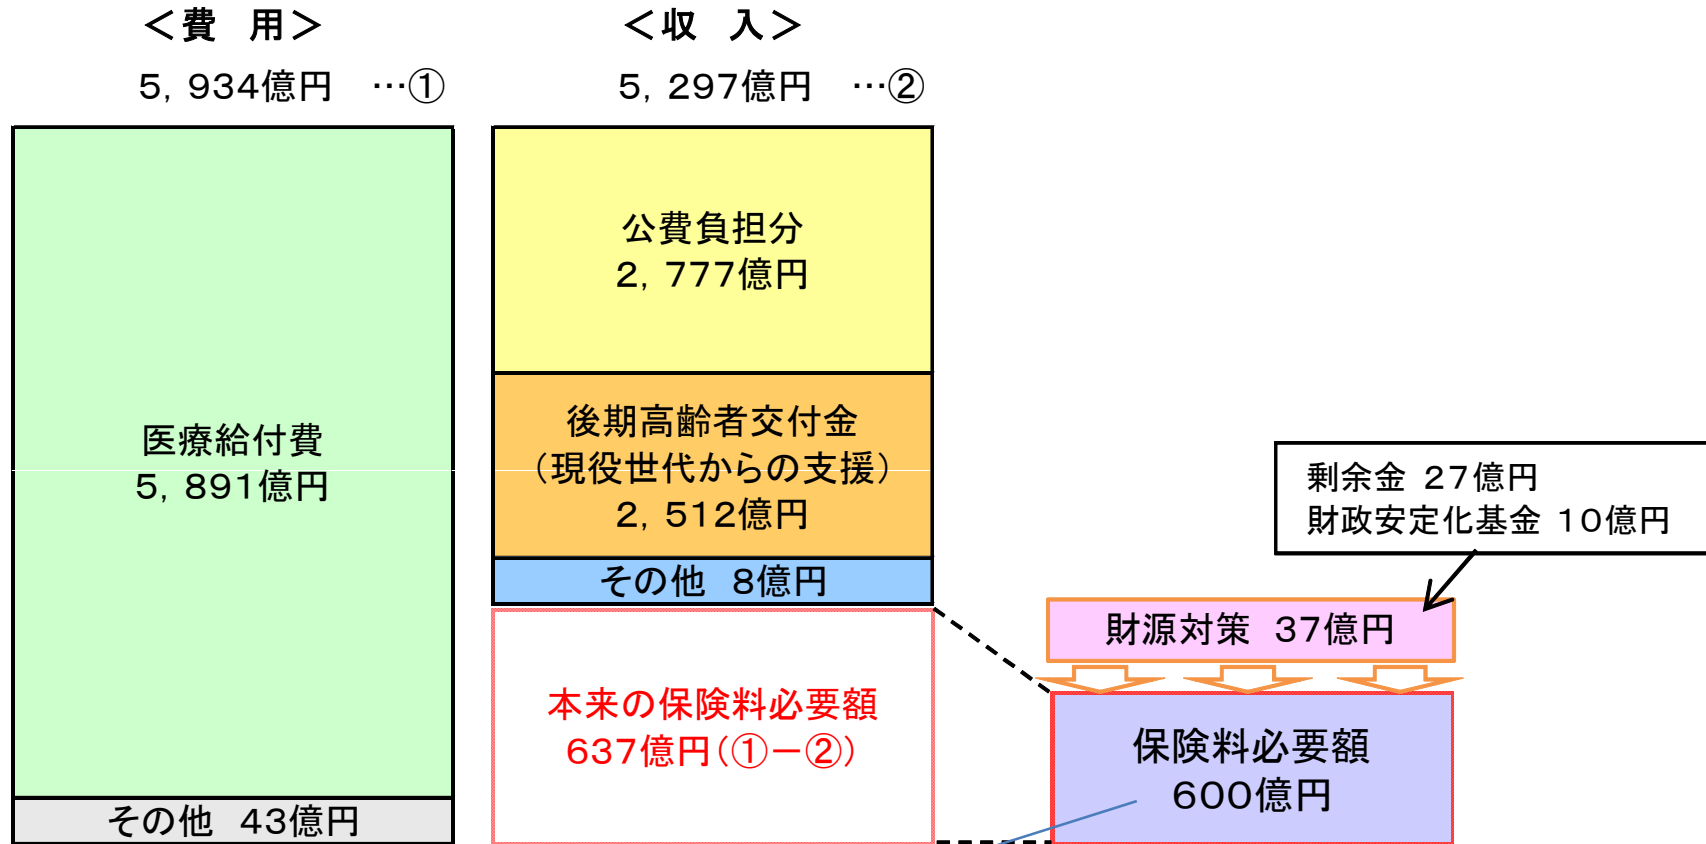 ＜費　用＞
５，９３４億円　…①
医療給付費
５，８９１億円
その他　４３億円
＜収　入＞
５，２９７億円　…②
公費負担分
２，７７７億円
後期高齢者交付金
（現役世代からの支援）
２，５１２億円
その他　８億円
本来の保険料必要額
６３７億円（①－②）
剰余金 ２７億円
財政安定化基金 １０億円
財源対策 ３７億円
保険料必要額
６００億円